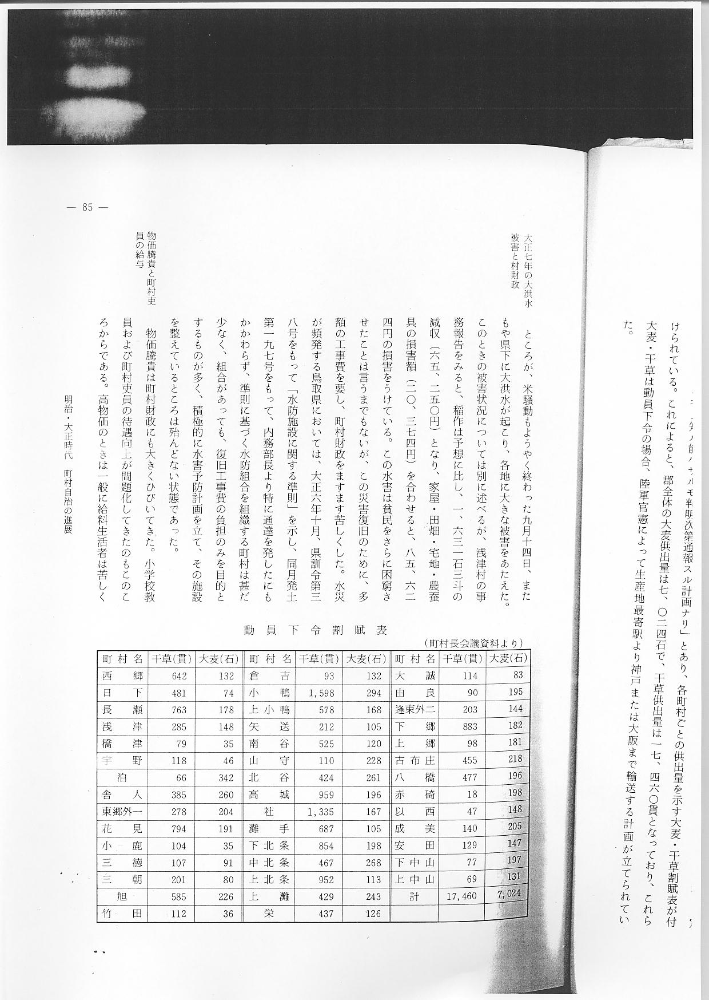 判明次第通報スル計画ナリ」とあり、各町村ごとの供出量を示す大麦・干草割賦表が付
けられている。これによると、郡全体の大麦供出量は七、〇二四石で、干草供出量は一七、四六〇貫となっており、これら
大麦・干草は動員下令の場合、陸軍官憲によって生産地最寄駅より神戸または大阪まで輸送する計画が立てられてい
た。
大正七年の大洪水
被害と村財政
ところが、米騒動もようやく終わった九月十四日、また
もや県下に大洪水が起こり、各地に大きな被害をあたえた。
このときの被害状況については別に述べるが、浅津村の事
務報告をみると、稲作は予想に比し、一、六三一石三斗の
減収（六五、二五〇円）となり、家屋・田畑・宅地・農蚕
具の損害額（二〇、三七四円）を合わせると、八五、六二
四円の損害をうけている。この水害は貧民をさらに困窮さ
せたことは言うまでもないが、この災害復旧のために、多
額の工事費を要し、町村財政をますます苦しくした。水災
が頻発する鳥取県においては、大正六年十月、県訓令第三
八号をもって「水防施設に関する準則」を示し、同月発土
第一九七号をもって、内務部長より特に通達を発したにも
かかわらず、準則に基づく水防組合を組織する町村は甚だ
少なく、組合があっても、復旧工事費の負担のみを目的と
するものが多く、積極的に水害予防計画を立て、その施設
を整えているところは殆んどない状態であった。
物価騰貴と町村吏
員の給与
物価騰貴は町村財政にも大きくひびいてきた。小学校教
員および町村吏員の待遇向上が問題化してきたのもこのこ
ろからである。高物価のときは一般に給料生活者は苦しく
動員下令割賦表
（町村長会議資料より）
町村名 干草(貫) 大麦(石) 町村名 干草(貫) 大麦(石) 町村名 干草(貫) 大麦(石)
西郷 642 132 倉吉 93 132 大誠 114 83
日下 481 74 小鴨 1,598 294 由良 90 195
長瀬 763 178 上小鴨 578 168 逢束外二 203 144
浅津 285 148 矢送 212 105 下郷 883 182
橋津 79 35 南谷 525 120 上郷 98 181
宇野 118 46 山守 110 228 古布庄 455 218
泊 66 342 北谷 424 261 八橋 477 196
舎人 385 260 高城 959 196 赤碕 18 198
東郷外一 278 204 社 1,335 167 以西 47 148
花見 794 191 灘手 687 105 成美 140 205
小鹿 104 35 下北条 854 198 安田 129 147
三徳 107 91 中北条 467 268 下中山 77 197
三朝 201 80 上北条 952 113 上中山 69 131
旭 585 226 上灘 429 243 計 17,460 7,024
竹田 112 36 栄 437 126
明治・大正時代 町村自治の進展
— 85 —